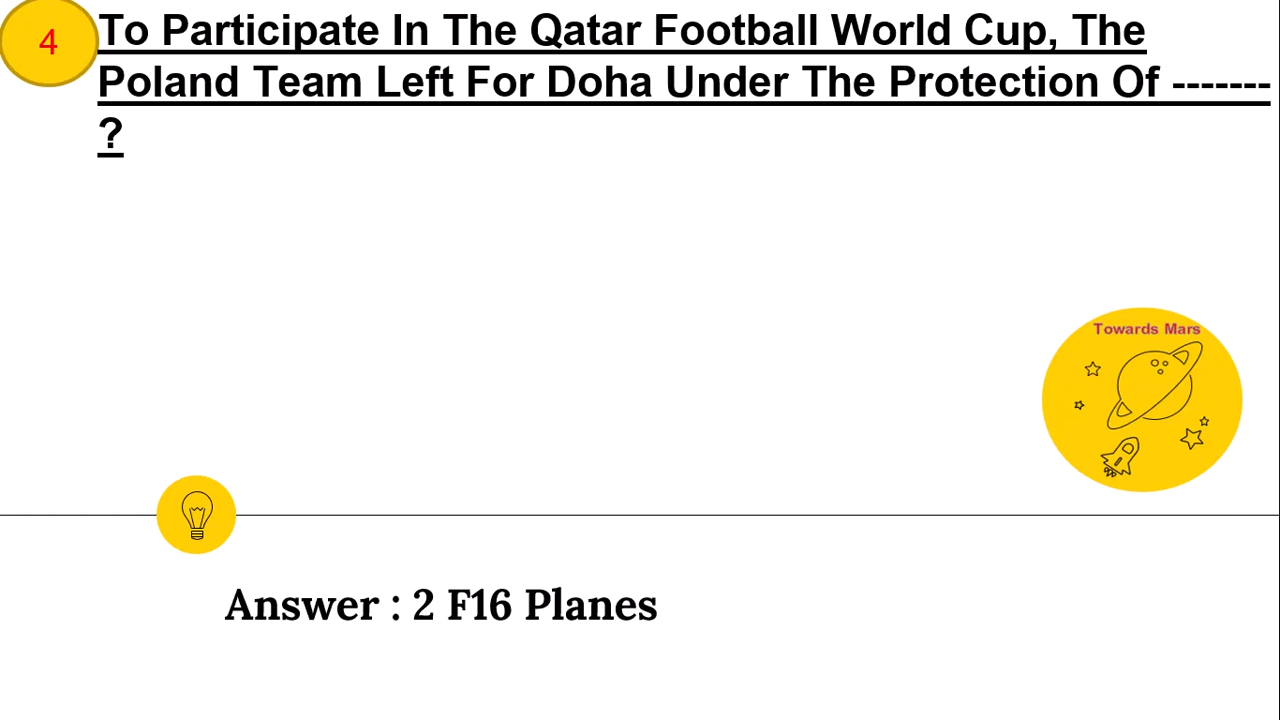 4
To Participate In The Qatar Football World Cup, The
Poland Team Left For Doha Under The Protection Of -------
?
Towards Mars
Answer : 2 F16 Planes